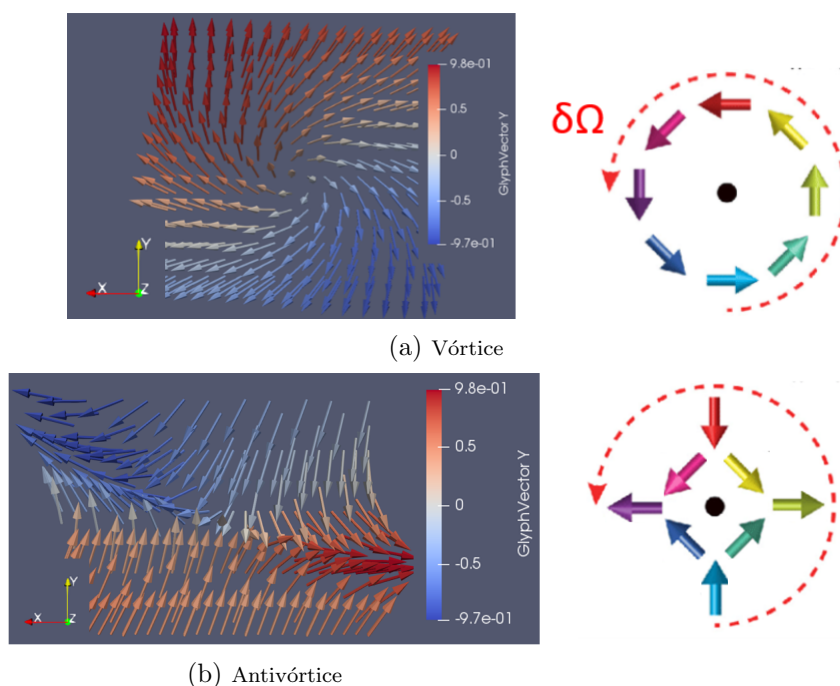 9.8e-01
0.5
0
-0.5
-9.7e-01
GlyphVector Y
Y
X
Z
δΩ
(a) Vórtice
9.8e-01
0.5
0
-0.5
-9.7e-01
GlyphVector Y
Y
X
Z
(b) Antivórtice